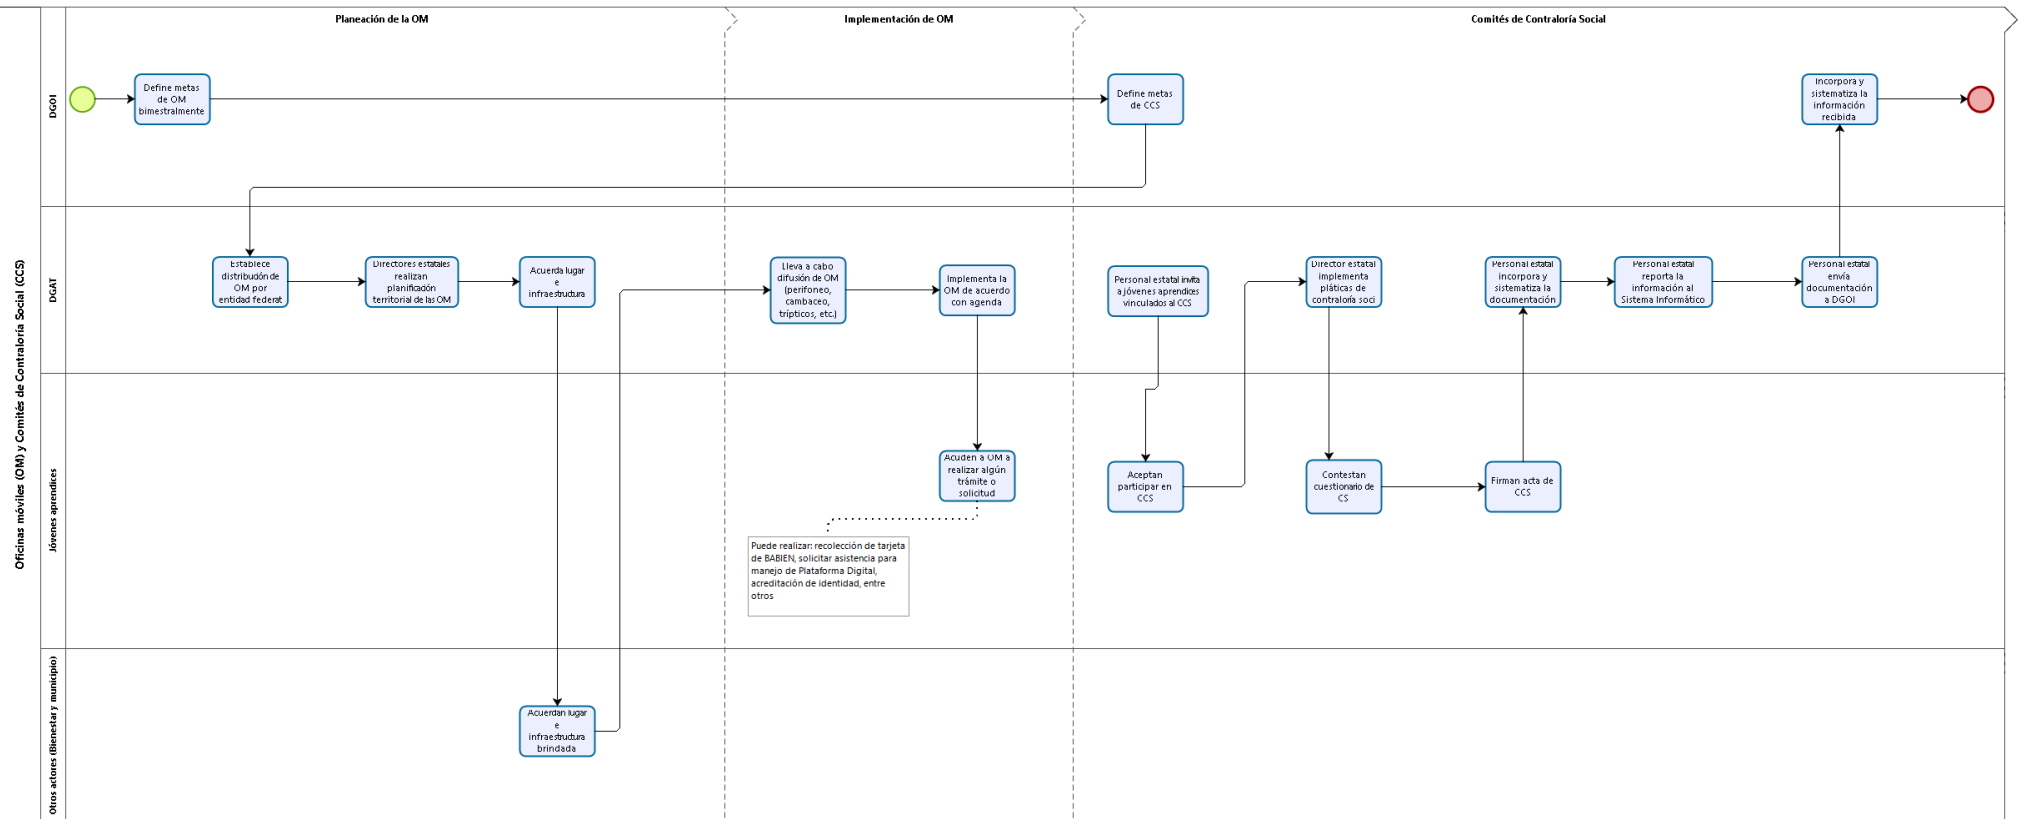 Planeación de la OM
Implementación de OM
Comités de Contraloría Social
Oficinas móviles (OM) y Comités de Contraloría Social (CCS)
DGOI
Define metas
de OM
bimestralmente
Define metas
de CCS
Incorpora y
sistematiza la
información
recibida
DGAT
Establece
distribución de
OM por
entidad federat
Directores estatales
realizan
planificación
territorial de las OM
Acuerda lugar
e
infraestructura
Lleva a cabo
difusión de OM
(perifoneo,
cambaceo,
trípticos, etc.)
Implementa la
OM de acuerdo
con agenda
Personal estatal invita
a jóvenes aprendices
vinculados al CCS
Director estatal
implementa
pláticas de
contraloría soci
Personal estatal
incorpora y
sistematiza la
documentación
Personal estatal
reporta la
información al
Sistema Informático
Personal estatal
envía
documentación
a DGOI
Jóvenes aprendices
Acuden a OM a
realizar algún
trámite o
solicitud
Puede realizar: recolección de tarjeta
de BABIEN, solicitar asistencia para
manejo de Plataforma Digital,
acreditación de identidad, entre
otros
Aceptan
participar en
CCS
Contestan
cuestionario de
CS
Firman acta de
CCS
Otros actores (Bienestar y municipio)
Acuerdan lugar
e
infraestructura
brindada